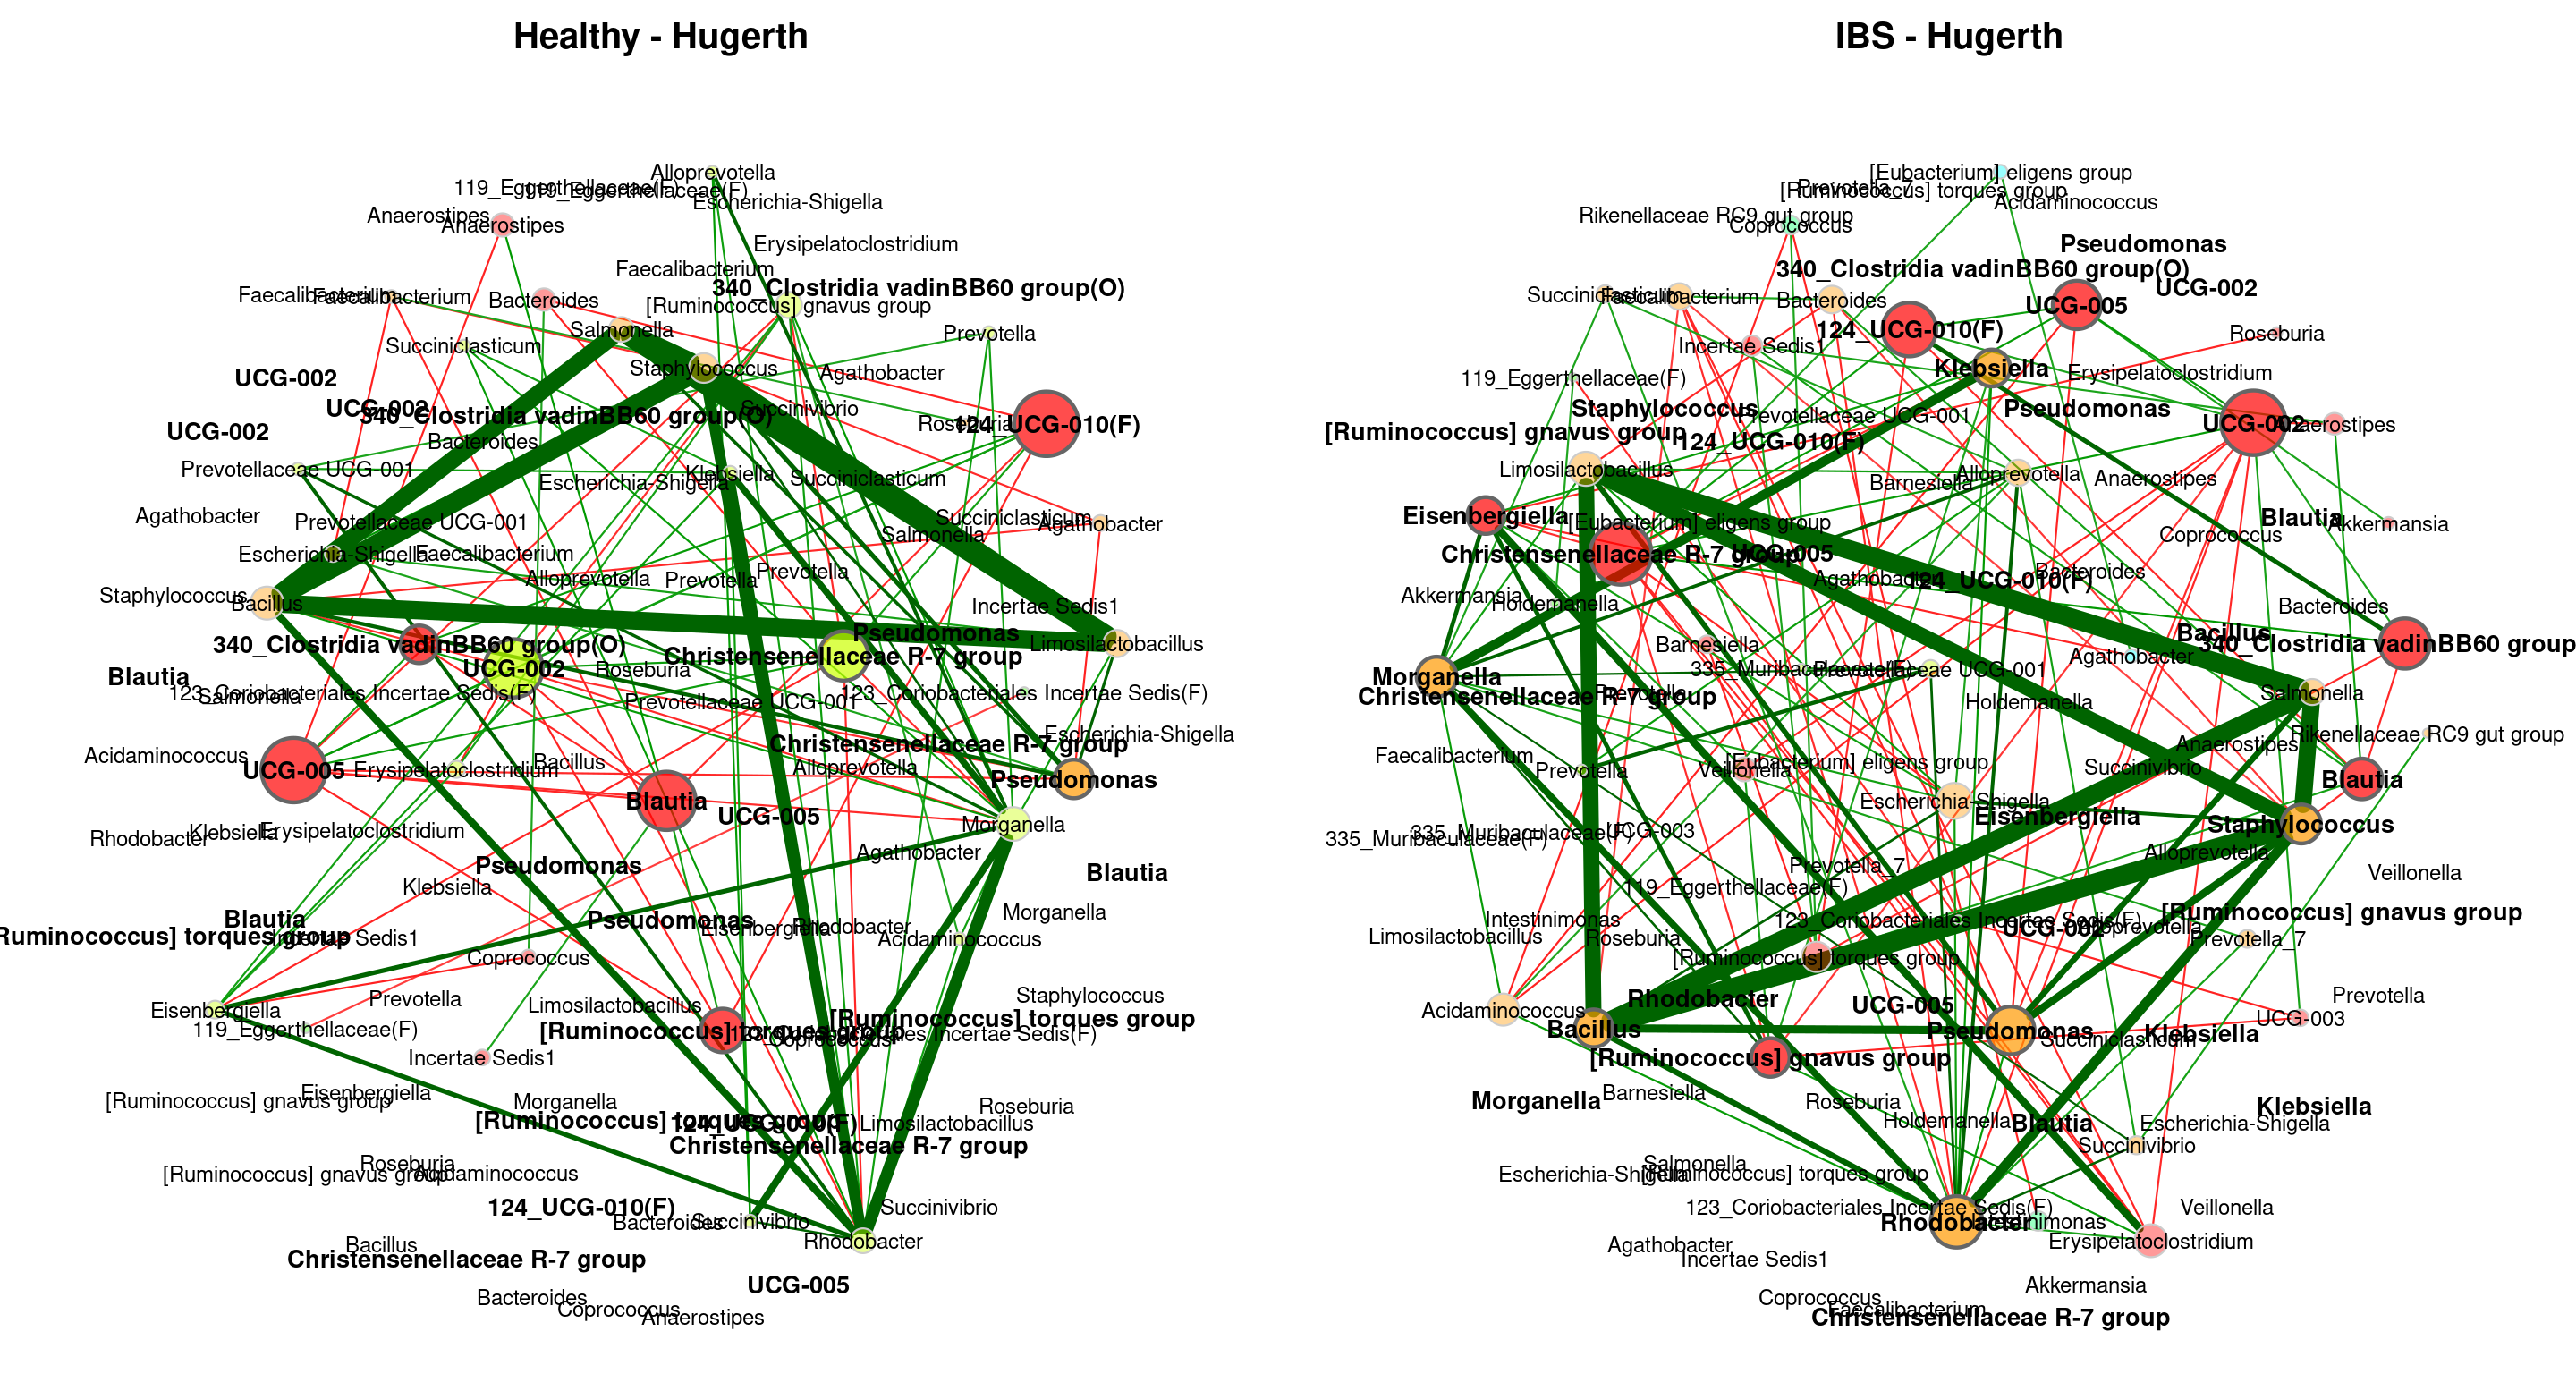 Healthy - Hugerth
Alloprevotella
119_Eggerthellaceae(F)
119_Eggerthellaceae(F)
Escherichia-Shigella
Anaerostipes
Anaerostipes
Erysipelatoclostridium
Faecalibacterium
340_Clostridia vadinBB60 group(O)
Faecalibacterium
Faecalibacterium
Bacteroides
[Ruminococcus] gnavus group
Salmonella
Prevotella
Succiniclasticum
Staphylococcus
Agathobacter
UCG-002
UCG-002
340_Clostridia vadinBB60 group(O)
Succinivibrio
Roseburia
124_UCG-010(F)
UCG-002
Bacteroides
Prevotellaceae UCG-001
Klebsiella
Escherichia-Shigella
Succiniclasticum
Agathobacter
Prevotellaceae UCG-001
Succiniclasticum
Agathobacter
Salmonella
Escherichia-Shigella
Faecalibacterium
Alloprevotella
Prevotella
Prevotella
Staphylococcus
Bacillus
Incertae Sedis1
340_Clostridia vadinBB60 group(O)
Pseudomonas
Limosilactobacillus
Christensenellaceae R-7 group
UCG-002
Roseburia
Blautia
Salmonella
123_Coriobacteriales Incertae Sedis(F)
Prevotellaceae UCG-001
123_Coriobacteriales Incertae Sedis(F)
Escherichia-Shigella
Christensenellaceae R-7 group
Acidaminococcus
UCG-005
Erysipelatoclostridium
Bacillus
Alloprevotella
Pseudomonas
Blautia
UCG-005
Morganella
Rhodobacter
Klebsiella
Erysipelatoclostridium
Agathobacter
Pseudomonas
Blautia
Klebsiella
Morganella
Blautia
Pseudomonas
Eisenbergiella
Rhodobacter
Ruminococcus] torques group
Incertae Sedis1
Acidaminococcus
Coprococcus
Prevotella
Limosilactobacillus
Staphylococcus
Eisenbergiella
119_Eggerthellaceae(F)
[Ruminococcus] torques group
[Ruminococcus] torques group
123_Coriobacteriales Incertae Sedis(F)
Coprococcus
Incertae Sedis1
[Ruminococcus] gnavus group
Eisenbergiella
Morganella
Roseburia
[Ruminococcus] torques group
124_UCG-010(F)
Limosilactobacillus
Christensenellaceae R-7 group
Roseburia
[Ruminococcus] gnavus group
Acidaminococcus
124_UCG-010(F)
Bacteroides
Succinivibrio
Succinivibrio
Rhodobacter
Bacillus
Christensenellaceae R-7 group
UCG-005
Bacteroides
Coprococcus
Anaerostipes
IBS - Hugerth
[Eubacterium] eligens group
Prevotella_7
[Ruminococcus] torques group
Acidaminococcus
Rikenellaceae RC9 gut group
Coprococcus
Pseudomonas
340_Clostridia vadinBB60 group(O)
UCG-002
Succiniclasticum
Faecalibacterium
Bacteroides
UCG-005
124_UCG-010(F)
Roseburia
Incertae Sedis1
Klebsiella
Erysipelatoclostridium
119_Eggerthellaceae(F)
Staphylococcus
Prevotellaceae UCG-001
Pseudomonas
UCG-002
Anaerostipes
[Ruminococcus] gnavus group
124_UCG-010(F)
Limosilactobacillus
Alloprevotella
Barnesiella
Anaerostipes
Eisenbergiella
[Eubacterium] eligens group
Blautia
Akkermansia
Coprococcus
Christensenellaceae R-7 group
UCG-005
Bacteroides
Agathobacter
124_UCG-010(F)
Akkermansia
Holdemanella
Bacteroides
Bacillus
Barnesiella
340_Clostridia vadinBB60 group
Agathobacter
335_Muribaculaceae(F)
Prevotellaceae UCG-001
Morganella
Christensenellaceae R-7 group
Prevotella
Salmonella
Holdemanella
Rikenellaceae RC9 gut group
Anaerostipes
Faecalibacterium
Prevotella
Veillonella
[Eubacterium] eligens group
Succinivibrio
Blautia
Escherichia-Shigella
Eisenbergiella
Staphylococcus
335_Muribaculaceae(F)
335_Muribaculaceae(F)
UCG-003
Alloprevotella
Prevotella_7
Veillonella
119_Eggerthellaceae(F)
Intestinimonas
123_Coriobacteriales Incertae Sedis(F)
[Ruminococcus] gnavus group
UCG-002
Alloprevotella
Limosilactobacillus
Roseburia
Prevotella_7
[Ruminococcus] torques group
Rhodobacter
UCG-005
Prevotella
Acidaminococcus
Bacillus
Pseudomonas
Klebsiella
UCG-003
Succiniclasticum
[Ruminococcus] gnavus group
Morganella
Barnesiella
Roseburia
Klebsiella
Holdemanella
Blautia
Escherichia-Shigella
Succinivibrio
Salmonella
Escherichia-Shigella
[Ruminococcus] torques group
123_Coriobacteriales Incertae Sedis(F)
Veillonella
Rhodobacter
Intestinimonas
Agathobacter
Erysipelatoclostridium
Incertae Sedis1
Akkermansia
Coprococcus
Faecalibacterium
Christensenellaceae R-7 group